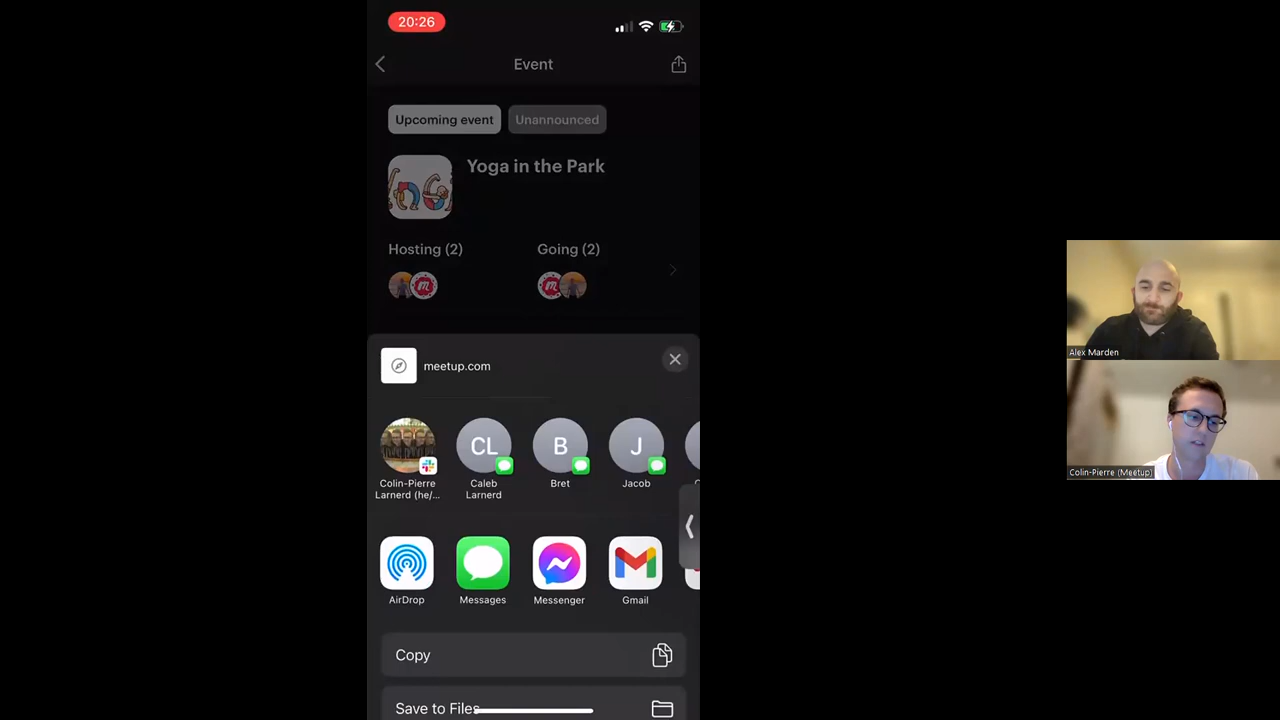 20:26
Event
Upcoming event
Unannounced
Yoga in the Park
Hosting (2)
Going (2)
meetup.com
Colin-Pierre
Larnerd (he/...
CL
Caleb
Larnerd
B
Bret
J
Jacob
AirDrop
Messages
Messenger
Gmail
Copy
Save to Files
Alex Marden
Colin-Pierre (Meetup)